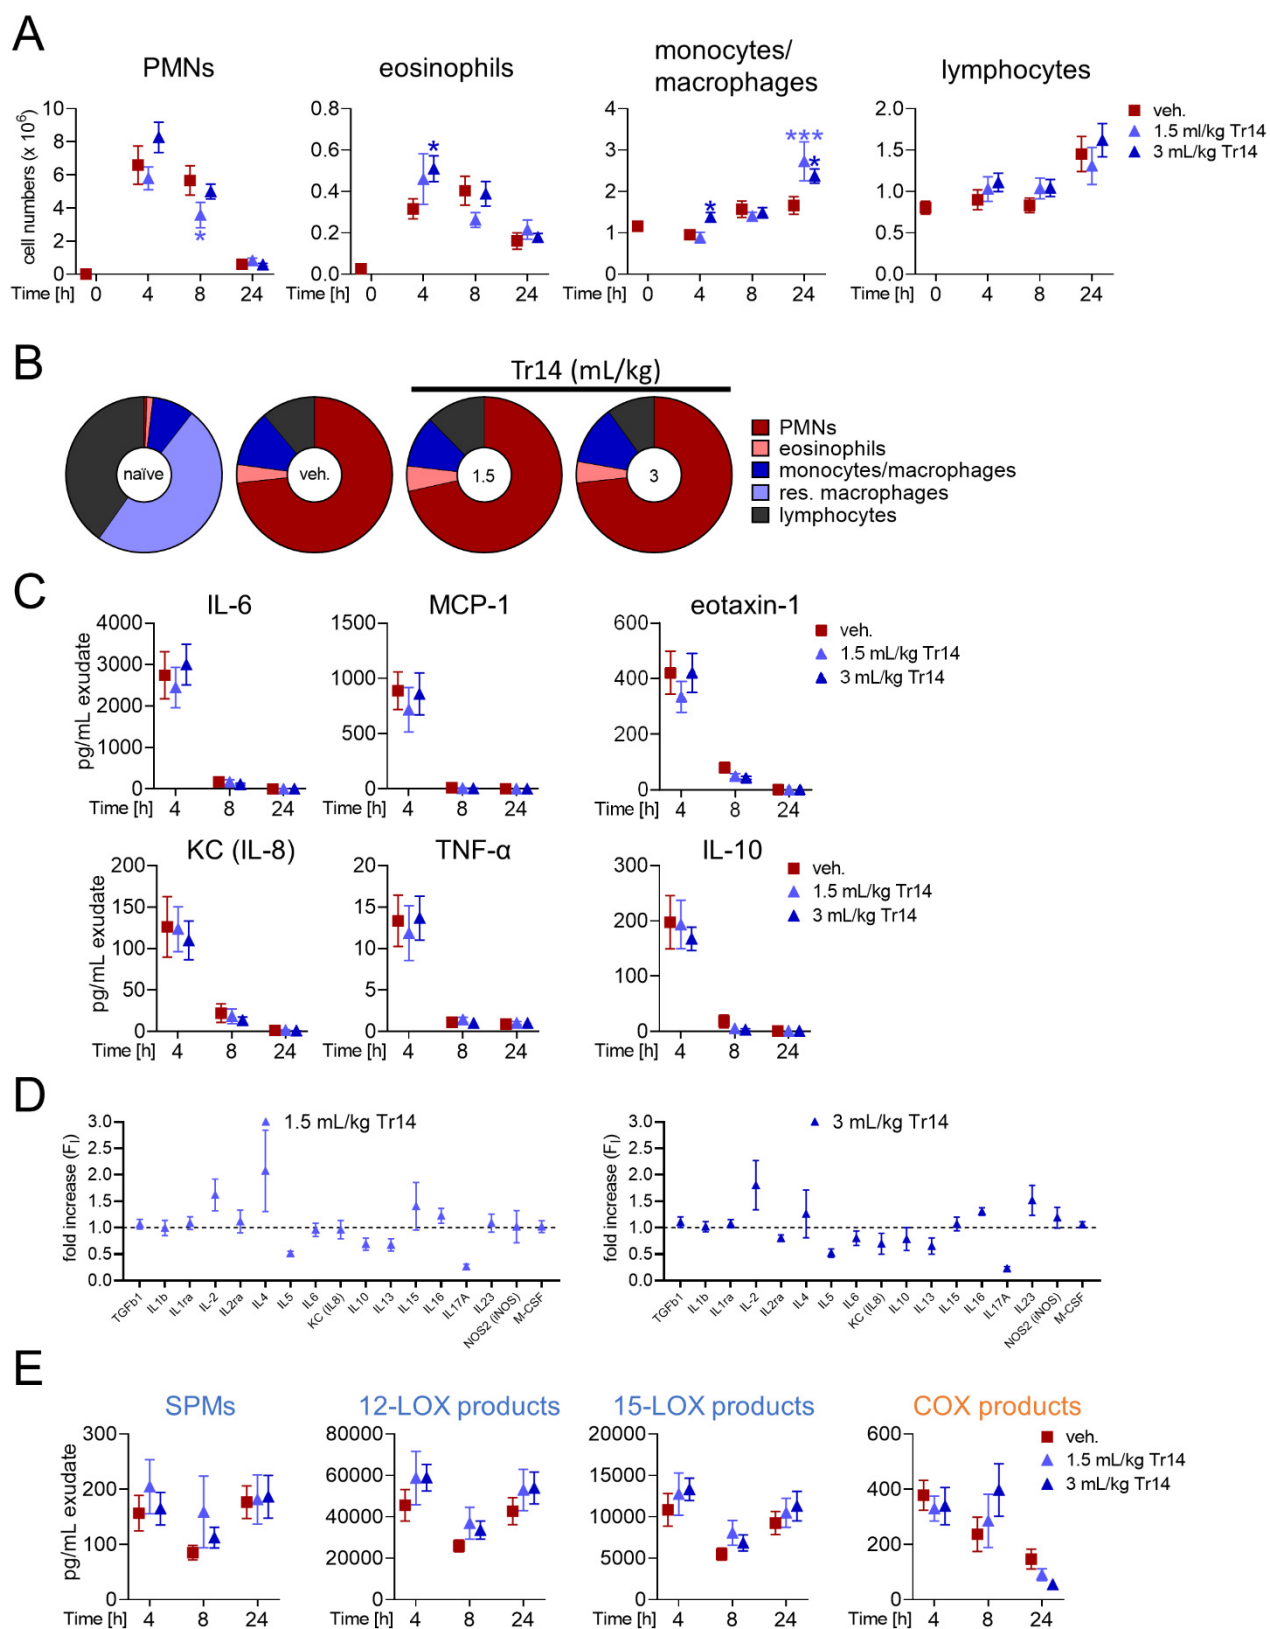 A
PMNs
eosinophils
monocytes/
macrophages
lymphocytes
cell numbers (x 10⁶)
10
8
6
4
2
0
Time [h]
0
4
8
24
0.8
0.6
0.4
0.2
0.0
Time [h]
0
4
8
24
*
4
3
2
1
0
Time [h]
0
4
8
24
*
***
*
2.0
1.5
1.0
0.5
0.0
Time [h]
0
4
8
24
*
veh.
1.5 ml/kg Tr14
3 mL/kg Tr14
B
Tr14 (mL/kg)
naïve
veh.
1.5
3
PMNs
eosinophils
monocytes/macrophages
res. macrophages
lymphocytes
C
IL-6
MCP-1
eotaxin-1
pg/mL exudate
4000
3000
2000
1000
0
Time [h]
4
8
24
1500
1000
500
0
Time [h]
4
8
24
600
400
200
0
Time [h]
4
8
24
veh.
1.5 mL/kg Tr14
3 mL/kg Tr14
KC (IL-8)
TNF-α
IL-10
pg/mL exudate
200
150
100
50
0
Time [h]
4
8
24
20
15
10
5
0
Time [h]
4
8
24
300
200
100
0
Time [h]
4
8
24
veh.
1.5 mL/kg Tr14
3 mL/kg Tr14
D
1.5 mL/kg Tr14
fold increase (Fᵢ)
3.0
2.5
2.0
1.5
1.0
0.5
0.0
TGFb1
IL1b
IL1ra
IL-2
IL2ra
IL4
IL5
IL6
KC (IL8)
IL10
IL13
IL15
IL16
IL17A
IL23
NOS2 (iNOS)
M-CSF
3 mL/kg Tr14
fold increase (Fᵢ)
3.0
2.5
2.0
1.5
1.0
0.5
0.0
TGFb1
IL1b
IL1ra
IL-2
IL2ra
IL4
IL5
IL6
KC (IL8)
IL10
IL13
IL15
IL16
IL17A
IL23
NOS2 (iNOS)
M-CSF
E
SPMs
12-LOX products
15-LOX products
COX products
pg/mL exudate
300
200
100
0
Time [h]
4
8
24
80000
60000
40000
20000
0
Time [h]
4
8
24
20000
15000
10000
5000
0
Time [h]
4
8
24
600
400
200
0
Time [h]
4
8
24
veh.
1.5 mL/kg Tr14
3 mL/kg Tr14